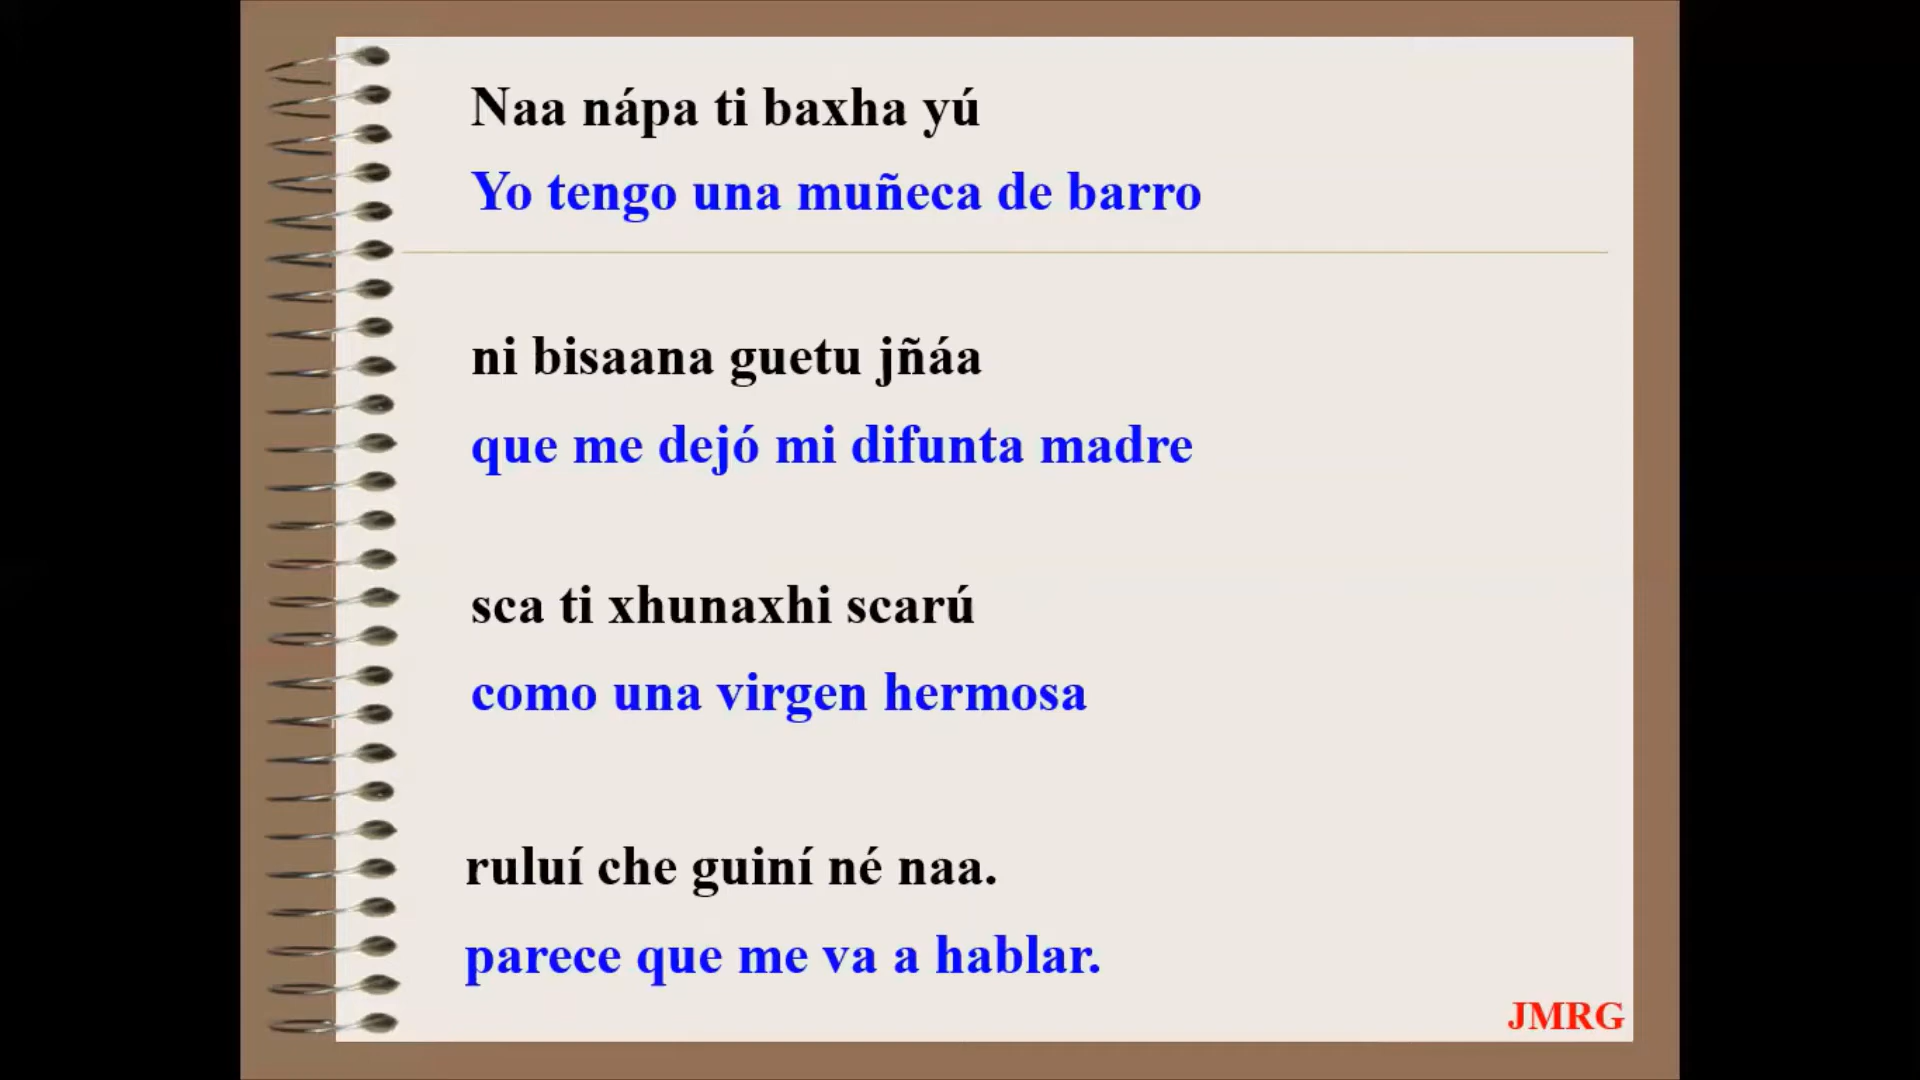 Naa nápa ti baxha yú
Yo tengo una muñeca de barro
ni bisaana guetu jñáa
que me dejó mi difunta madre
sca ti xhunaxhi scarú
como una virgen hermosa
ruluí che guiní né naa.
parece que me va a hablar.
JMRG